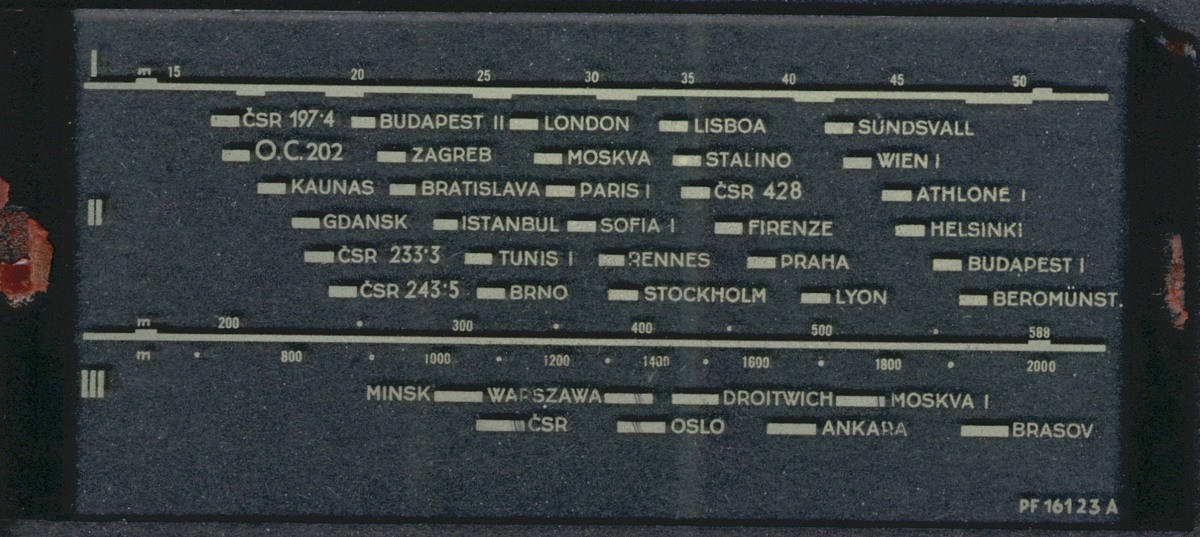 I m 15 20 25 30 35 40 45 50
ČSR 197·4 BUDAPEST II LONDON LISBOA SUNDSVALL
O.C.202 ZAGREB MOSKVA STALINO WIEN I
KAUNAS BRATISLAVA PARIS I ČSR 428 ATHLONE I
II GDANSK ISTANBUL SOFIA I FIRENZE HELSINKI
ČSR 233·3 TUNIS I RENNES PRAHA BUDAPEST I
ČSR 243·5 BRNO STOCKHOLM LYON BEROMÜNST.
m 200 300 400 500 588
m 800 1000 1200 1400 1600 1800 2000
III MINSK WARSZAWA DROITWICH MOSKVA I
ČSR OSLO ANKARA BRASOV
PF 161 23 A